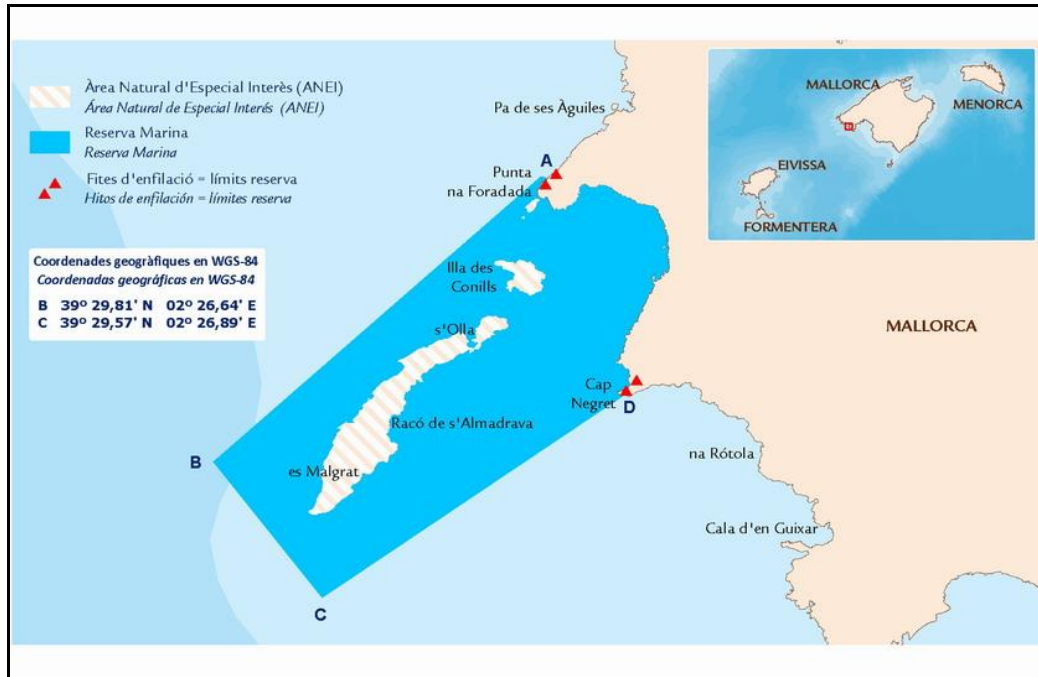 Àrea Natural d'Especial Interès (ANEI)
Área Natural de Especial Interés (ANEI)
Reserva Marina
Reserva Marina
Fites d'enfilació = límits reserva
Hitos de enfilación = límites reserva
Coordenades geogràfiques en WGS-84
Coordenadas geográficas en WGS-84
B 39º 29,81' N 02º 26,64' E
C 39º 29,57' N 02º 26,89' E
MALLORCA
MENORCA
EIVISSA
FORMENTERA
Pa de ses Àguiles
A
Punta
na Foradada
Illa des
Conills
s'Olla
MALLORCA
Cap
Negret
D
Racó de s'Almadrava
na Rótola
B
es Malgrat
Cala d'en Guixar
C